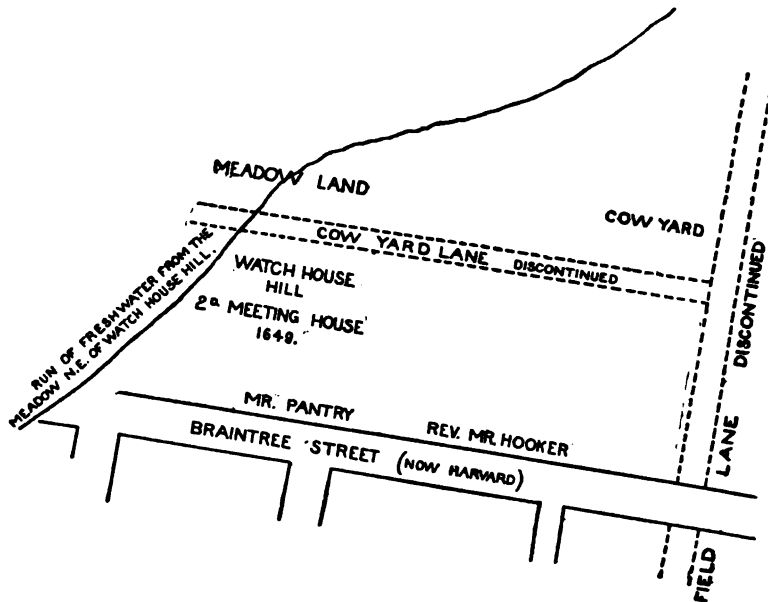 MEADOW LAND
COW YARD
COW YARD LANE DISCONTINUED
RUN OF FRESHWATER FROM THE
MEADOW N.E. OF WATCH HOUSE HILL.
WATCH HOUSE
HILL
2ᵈ MEETING HOUSE
1649.
MR. PANTRY
REV. MR. HOOKER
BRAINTREE STREET (NOW HARVARD)
FIELD LANE DISCONTINUED